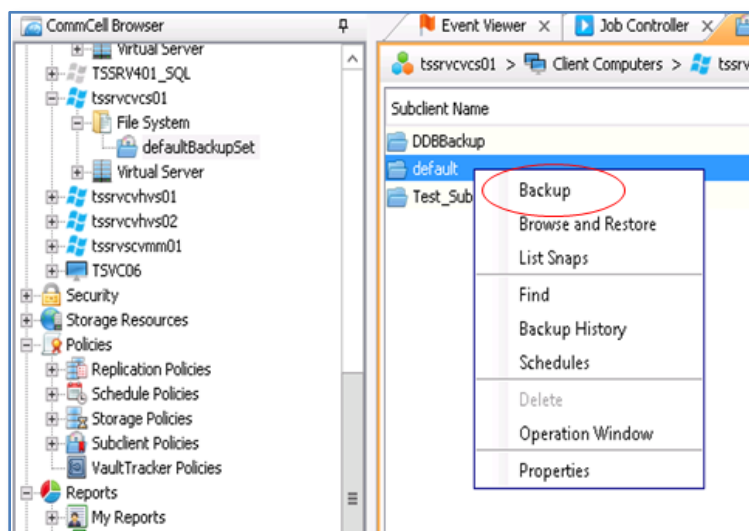 CommCell Browser
Virtual Server
TSSRV401_SQL
tssrvcvcs01
File System
defaultBackupSet
Virtual Server
tssrvcvhvs01
tssrvcvhvs02
tssrvscvmm01
TSVC06
Security
Storage Resources
Policies
Replication Policies
Schedule Policies
Storage Policies
Subclient Policies
VaultTracker Policies
Reports
My Reports
Event Viewer X Job Controller X
tssrvcvcs01 > Client Computers > tssrv
Subclient Name
DDBBackup
default
Test_Sub
Backup
Browse and Restore
List Snaps
Find
Backup History
Schedules
Delete
Operation Window
Properties